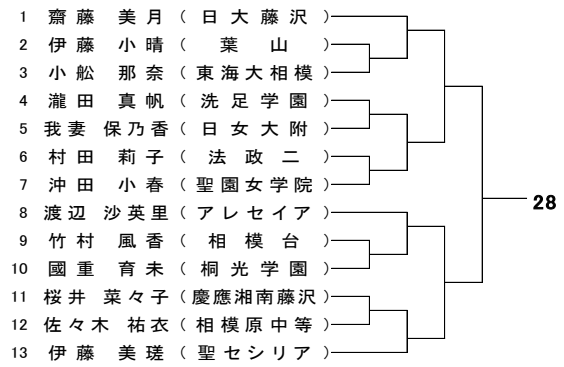 1 齋藤 美月 ( 日大藤沢 )
2 伊藤 小晴 ( 葉山 )
3 小舩 那奈 ( 東海大相模 )
4 瀧田 真帆 ( 洗足学園 )
5 我妻 保乃香 ( 日女大附 )
6 村田 莉子 ( 法政二 )
7 沖田 小春 ( 聖園女学院 )
28
8 渡辺 沙英里 ( アレセイア )
9 竹村 風香 ( 相模台 )
10 國重 育未 ( 桐光学園 )
11 桜井 菜々子 ( 慶應湘南藤沢 )
12 佐々木 祐衣 ( 相模原中等 )
13 伊藤 美瑳 ( 聖セシリア )